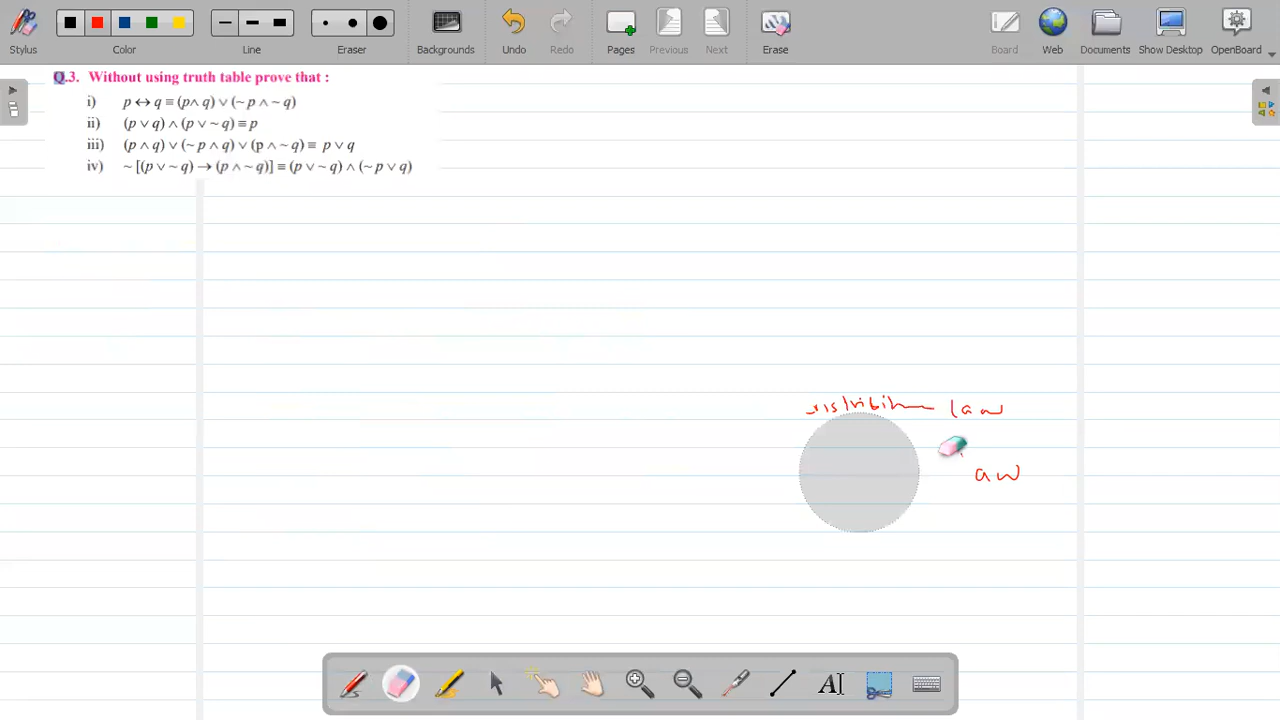 Stylus Color Line Eraser Backgrounds Undo Redo Pages Previous Next Erase Board Web Documents Show Desktop OpenBoard
Q.3. Without using truth table prove that :
i) p ↔ q ≡ (p∧ q) ∨ (~ p ∧ ~ q)
ii) (p ∨ q) ∧ (p ∨ ~ q) ≡ p
iii) (p ∧ q) ∨ (~ p ∧ q) ∨ (p ∧ ~ q) ≡ p ∨ q
iv) ~ [(p ∨ ~ q) → (p ∧ ~ q)] ≡ (p ∨ ~ q) ∧ (~ p ∨ q)
law
aw
AI